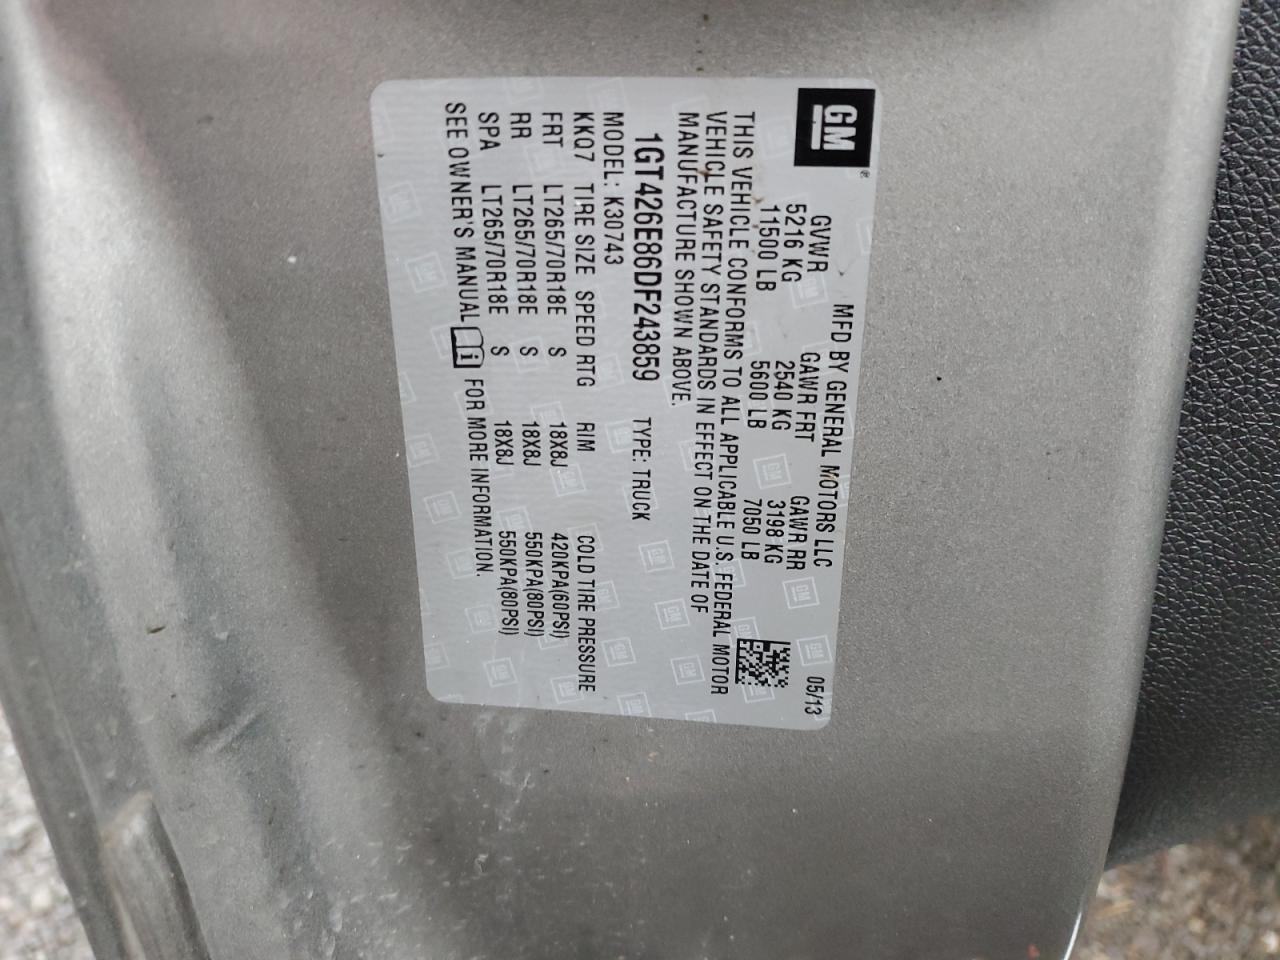 GM ®
MFD BY GENERAL MOTORS LLC 05/13
GVWR GAWR FRT GAWR RR
5216 KG 2540 KG 3198 KG
11500 LB 5600 LB 7050 LB
THIS VEHICLE CONFORMS TO ALL APPLICABLE U.S. FEDERAL MOTOR
VEHICLE SAFETY STANDARDS IN EFFECT ON THE DATE OF
MANUFACTURE SHOWN ABOVE.
1GT426E86DF243859 TYPE: TRUCK
MODEL: K30743
KKQ7 TIRE SIZE SPEED RTG RIM COLD TIRE PRESSURE
FRT LT265/70R18E S 18X8J 420KPA(60PSI)
RR LT265/70R18E S 18X8J 550KPA(80PSI)
SPA LT265/70R18E S 18X8J 550KPA(80PSI)
SEE OWNER'S MANUAL i FOR MORE INFORMATION.